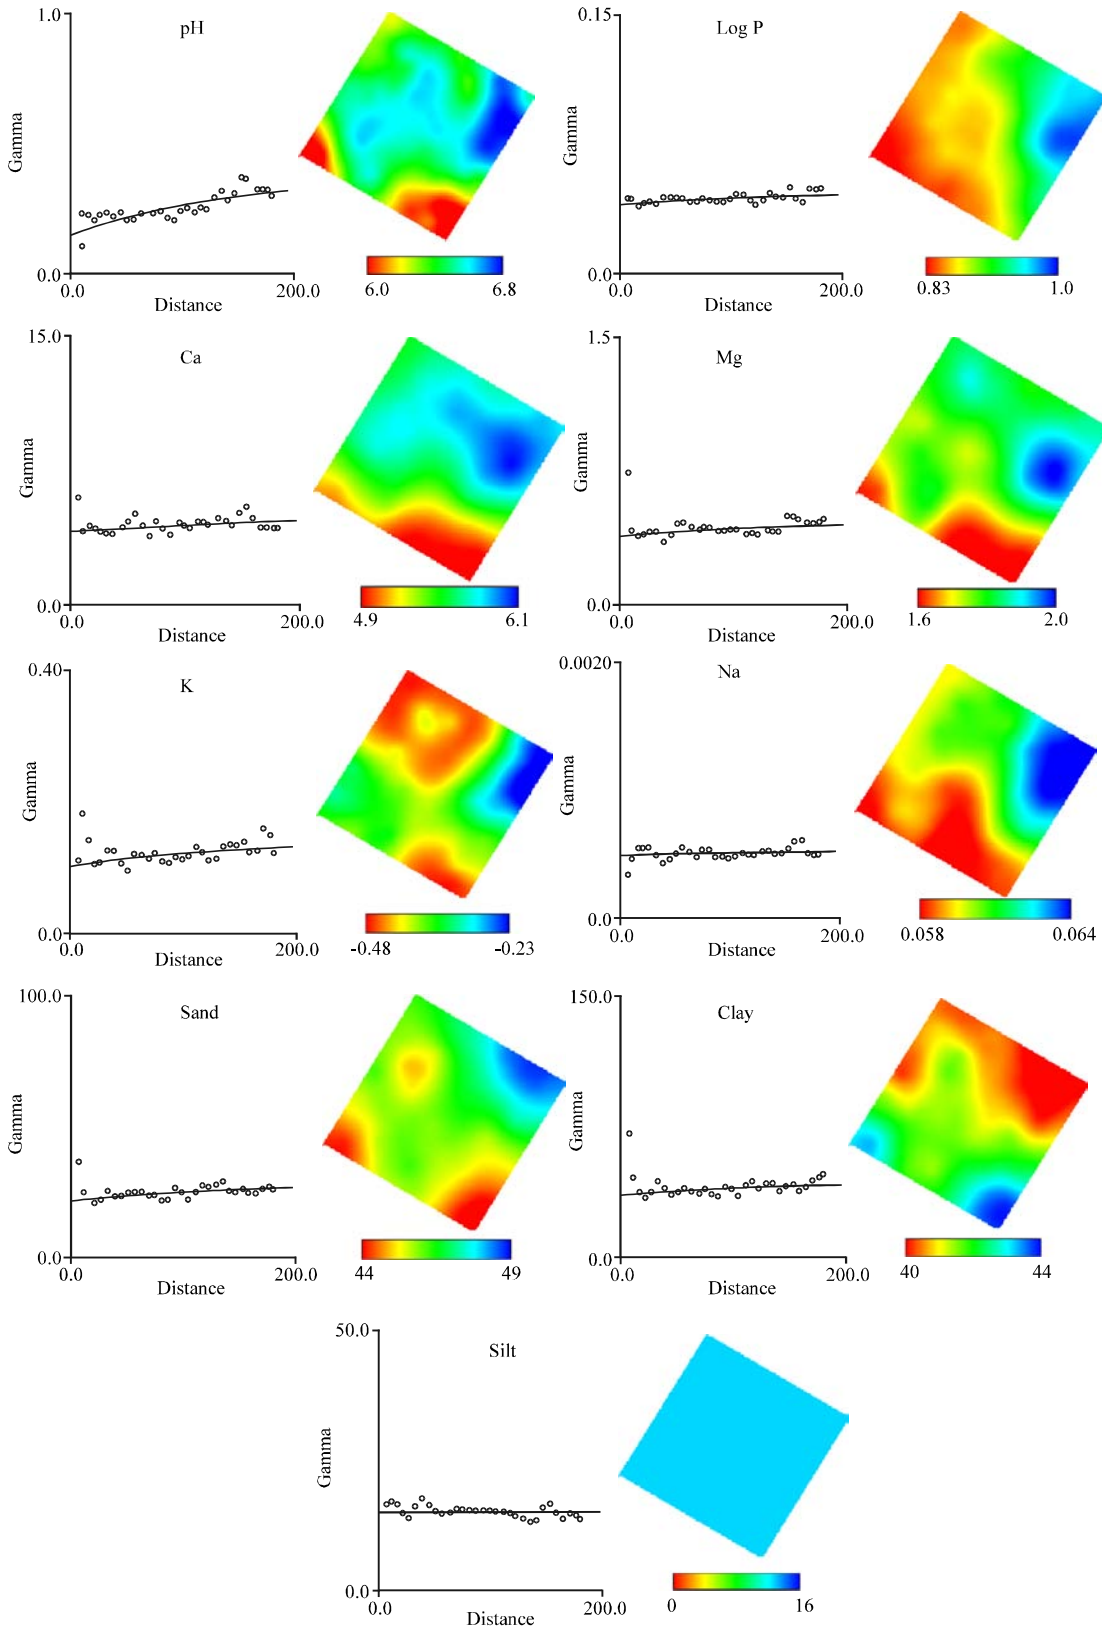 pH
1.0
Gamma
0.0
0.0
200.0
Distance
6.0
6.8
Log P
0.15
Gamma
0.0
0.0
200.0
Distance
0.83
1.0
Ca
15.0
Gamma
0.0
0.0
200.0
Distance
4.9
6.1
Mg
1.5
Gamma
0.0
0.0
200.0
Distance
1.6
2.0
K
0.40
Gamma
0.0
0.0
200.0
Distance
-0.48
-0.23
Na
0.0020
Gamma
0.0
0.0
200.0
Distance
0.058
0.064
Sand
100.0
Gamma
0.0
0.0
200.0
Distance
44
49
Clay
150.0
Gamma
0.0
0.0
200.0
Distance
40
44
Silt
50.0
Gamma
0.0
0.0
200.0
Distance
0
16